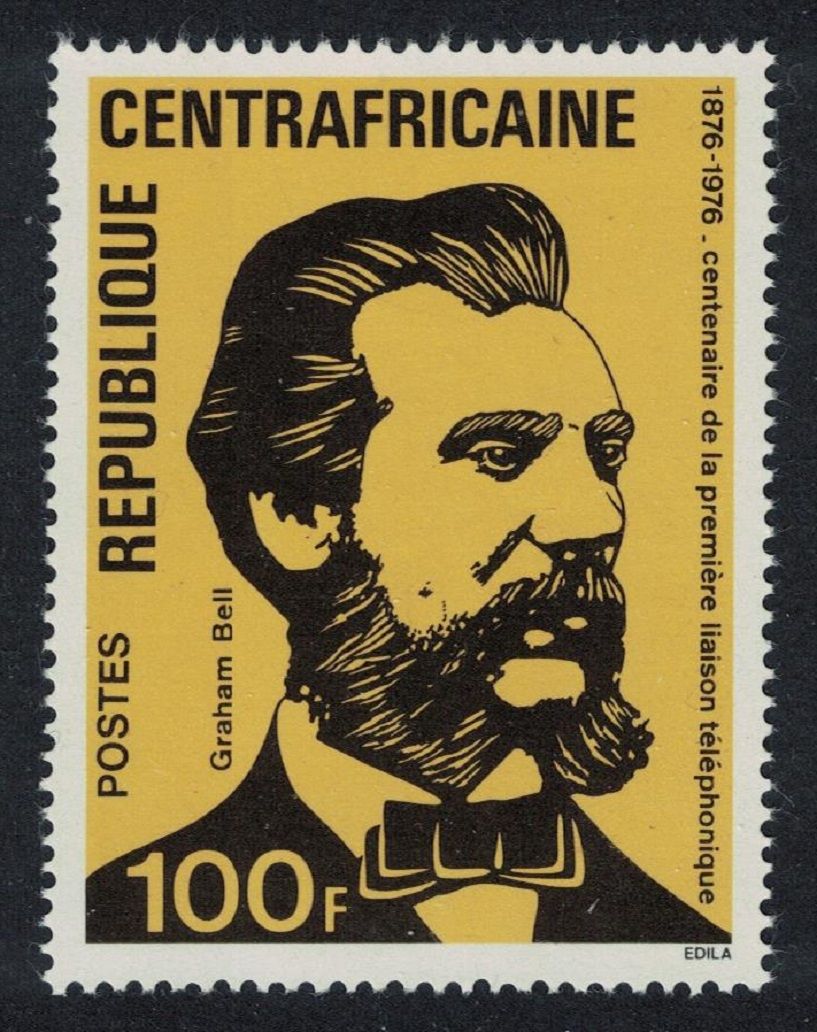 CENTRAFRICAINE
REPUBLIQUE
POSTES
Graham Bell
1876-1976. centenaire de la première liaison téléphonique
100F
EDILA